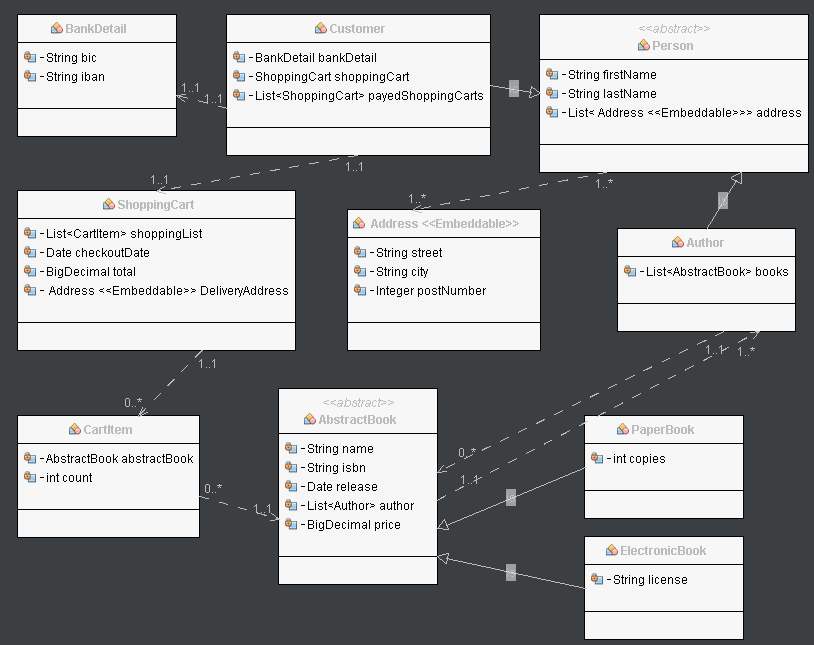 BankDetail
- String bic
- String iban
Customer
- BankDetail bankDetail
- ShoppingCart shoppingCart
- List<ShoppingCart> payedShoppingCarts
<<abstract>>
Person
- String firstName
- String lastName
- List< Address <<Embeddable>>> address
1..1
1..1
1..1
1..1
1..*
1..*
ShoppingCart
- List<CartItem> shoppingList
- Date checkoutDate
- BigDecimal total
- Address <<Embeddable>> DeliveryAddress
Address <<Embeddable>>
- String street
- String city
- Integer postNumber
Author
- List<AbstractBook> books
1..1
0..*
1..1
1..*
CartItem
- AbstractBook abstractBook
- int count
<<abstract>>
AbstractBook
- String name
- String isbn
- Date release
- List<Author> author
- BigDecimal price
0..*
1..1
0..*
1..1
PaperBook
- int copies
ElectronicBook
- String license